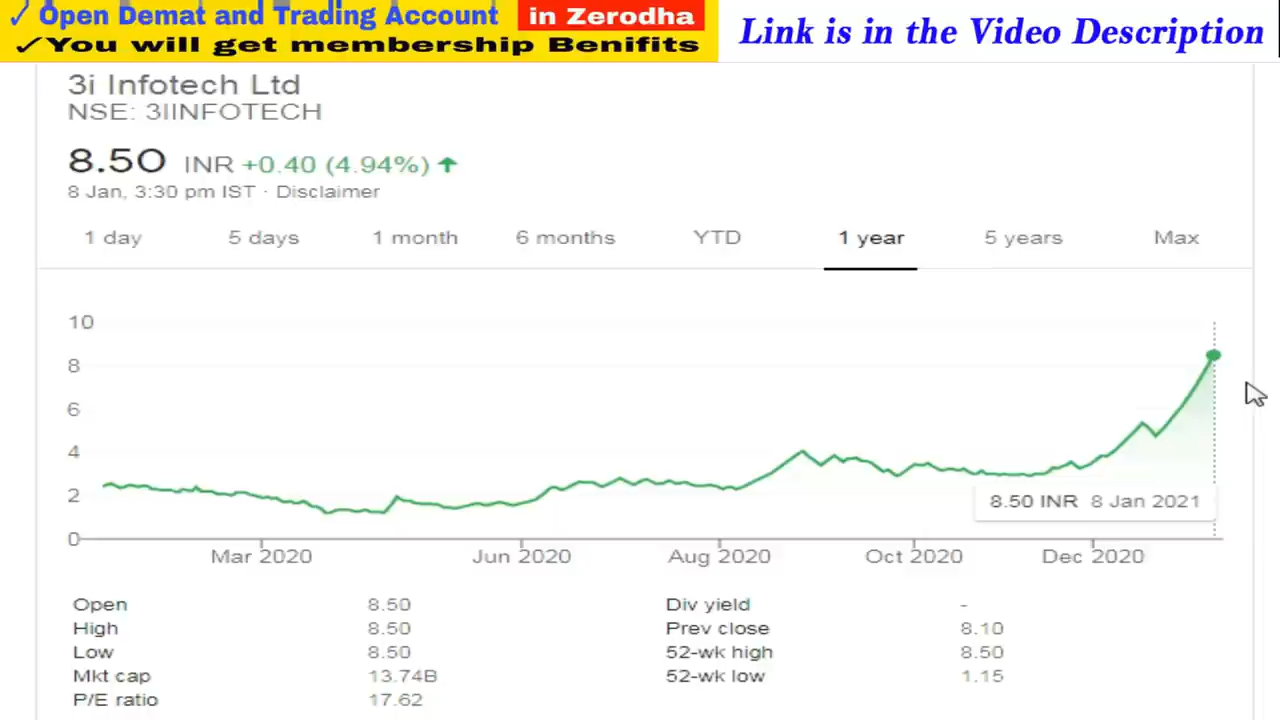 ✓ Open Demat and Trading Account in Zerodha
✓You will get membership Benifits
Link is in the Video Description
3i Infotech Ltd
NSE: 3IINFOTECH
8.50 INR +0.40 (4.94%) ↑
8 Jan, 3:30 pm IST · Disclaimer
1 day 5 days 1 month 6 months YTD 1 year 5 years Max
10
8
6
4
2
0
8.50 INR 8 Jan 2021
Mar 2020 Jun 2020 Aug 2020 Oct 2020 Dec 2020
Open 8.50 Div yield -
High 8.50 Prev close 8.10
Low 8.50 52-wk high 8.50
Mkt cap 13.74B 52-wk low 1.15
P/E ratio 17.62